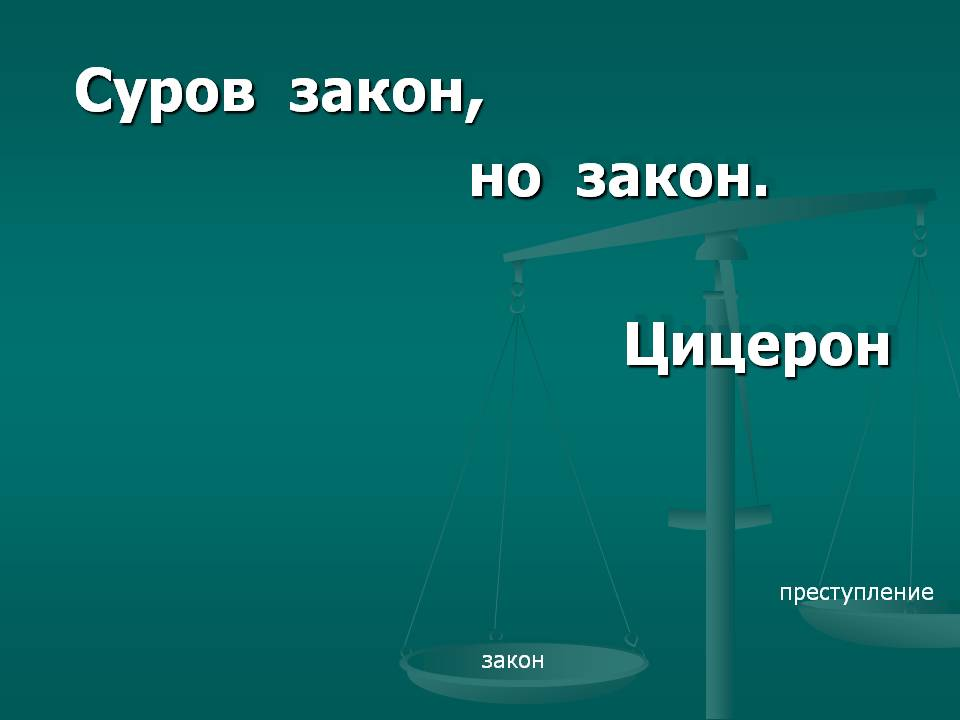 Суров закон,
но закон.
Цицерон
преступление
закон